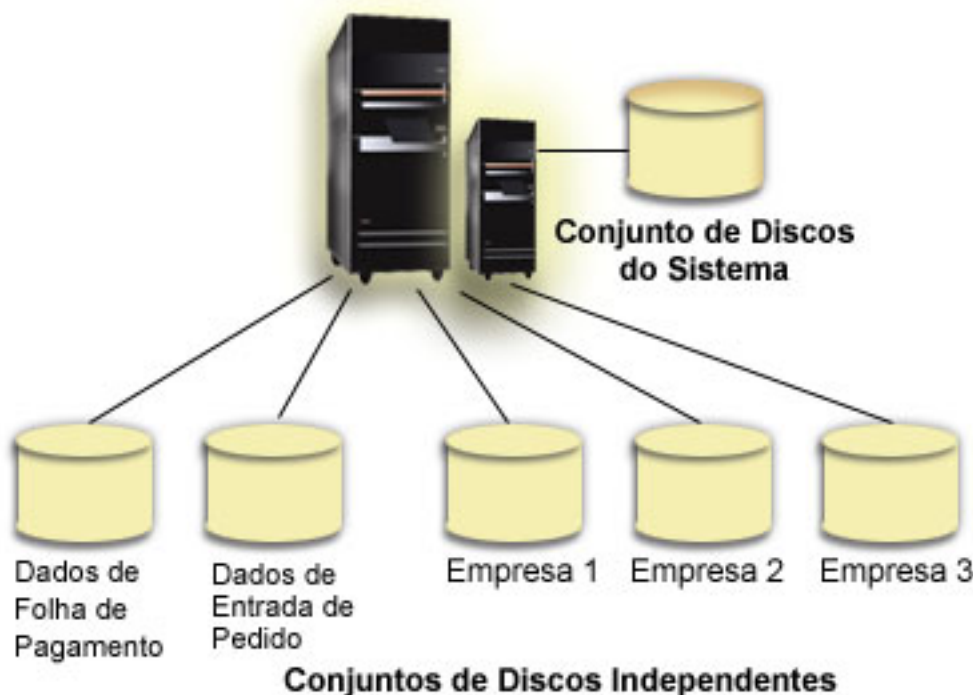 Conjunto de Discos
do Sistema
Dados de
Folha de
Pagamento
Dados de
Entrada de
Pedido
Empresa 1
Empresa 2
Empresa 3
Conjuntos de Discos Independentes